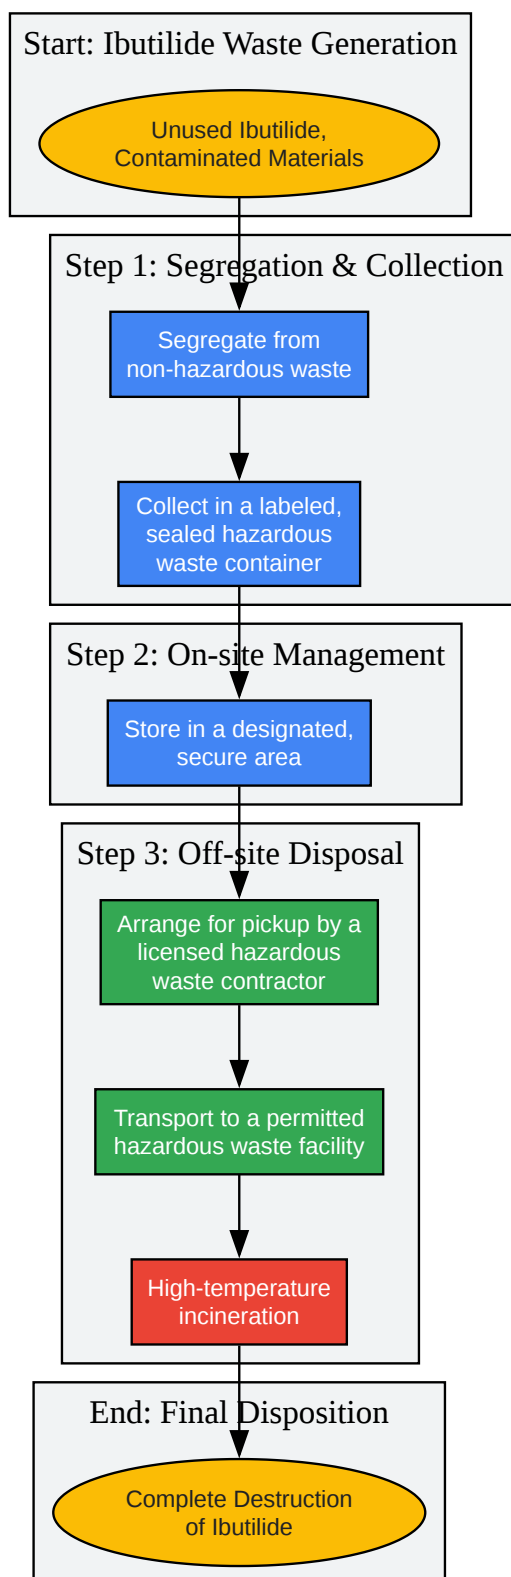 Start: Ibutilide Waste Generation
Unused Ibutilide,
Contaminated Materials
Step 1: Segregation & Collection
Segregate from
non-hazardous waste
Collect in a labeled,
sealed hazardous
waste container
Step 2: On-site Management
Store in a designated,
secure area
Step 3: Off-site Disposal
Arrange for pickup by a
licensed hazardous
waste contractor
Transport to a permitted
hazardous waste facility
High-temperature
incineration
End: Final Disposition
Complete Destruction
of Ibutilide